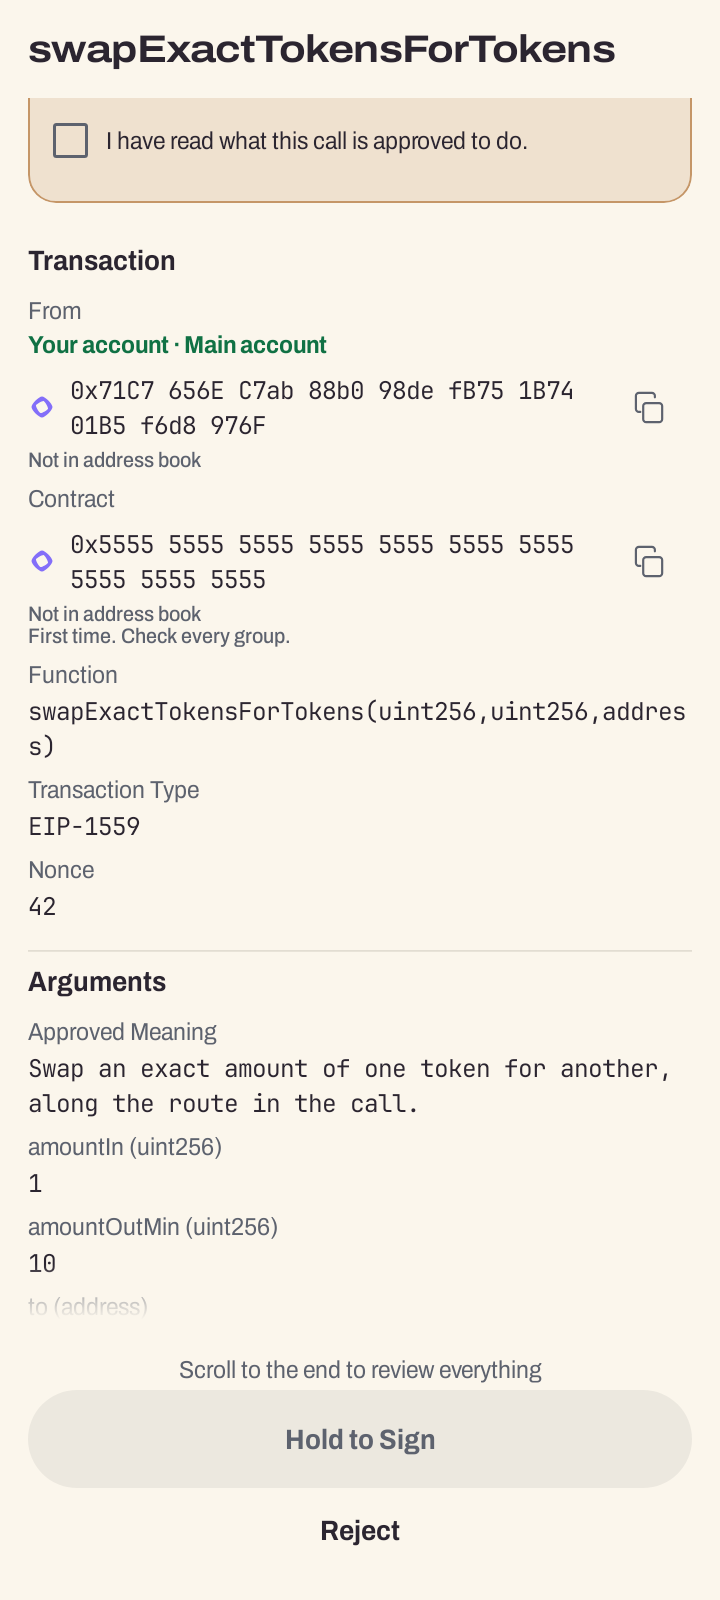 swapExactTokensForTokens
I have read what this call is approved to do.
Transaction
From
Your account · Main account
0x71C7 656E C7ab 88b0 98de fB75 1B74
01B5 f6d8 976F
Not in address book
Contract
0x5555 5555 5555 5555 5555 5555 5555
5555 5555 5555
Not in address book
First time. Check every group.
Function
swapExactTokensForTokens(uint256,uint256,addres
s)
Transaction Type
EIP-1559
Nonce
42
Arguments
Approved Meaning
Swap an exact amount of one token for another,
along the route in the call.
amountIn (uint256)
1
amountOutMin (uint256)
10
to (address)
Scroll to the end to review everything
Hold to Sign
Reject